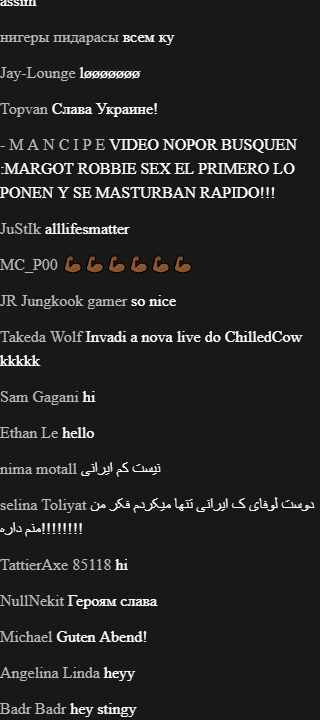 assim
нигеры пидарасы всем ку
Jay-Lounge løøøøøøø
Topvan Слава Украине!
- M A N C I P E VIDEO NOPOR BUSQUEN
:MARGOT ROBBIE SEX EL PRIMERO LO
PONEN Y SE MASTURBAN RAPIDO!!!
JuStIk alllifesmatter
MC_P00 💪🏾💪🏾💪🏾💪🏾💪🏾💪🏾
JR Jungkook gamer so nice
Takeda Wolf Invadi a nova live do ChilledCow
kkkkk
Sam Gagani hi
Ethan Le hello
nima motall نیست کم ایرانی
selina Toliyat دوست لوفای ک ایرانی تنها میکردم فکر من
منم داره!!!!!!!!
TattierAxe 85118 hi
NullNekit Героям слава
Michael Guten Abend!
Angelina Linda heyy
Badr Badr hey stingy